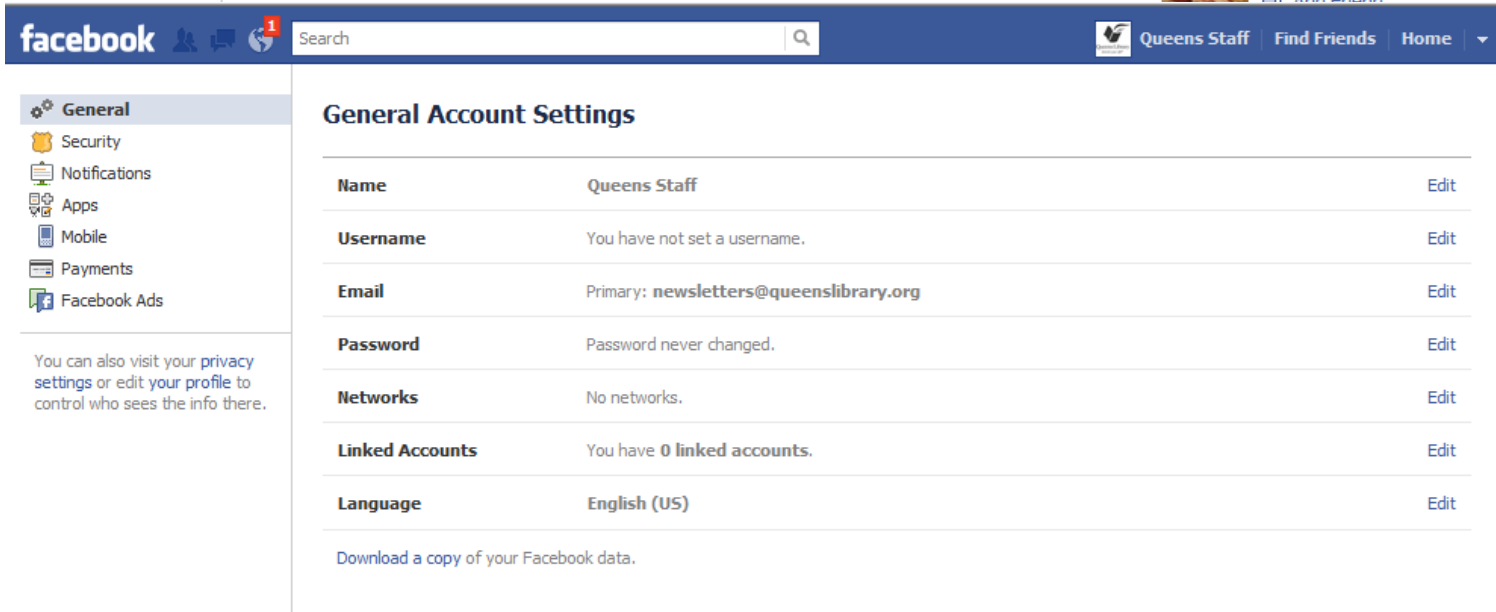 facebook 1 Search Queens Staff Find Friends Home
General
Security
Notifications
Apps
Mobile
Payments
Facebook Ads
You can also visit your privacy
settings or edit your profile to
control who sees the info there.
General Account Settings
Name Queens Staff Edit
Username You have not set a username. Edit
Email Primary: newsletters@queenslibrary.org Edit
Password Password never changed. Edit
Networks No networks. Edit
Linked Accounts You have 0 linked accounts. Edit
Language English (US) Edit
Download a copy of your Facebook data.